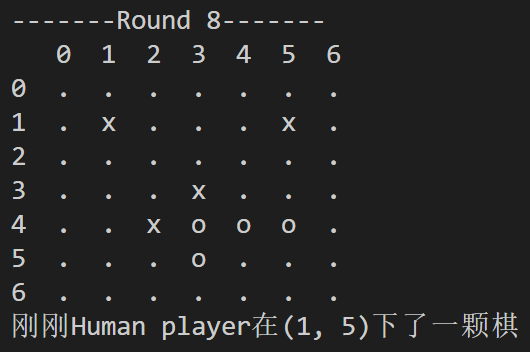 -------Round 8-------
0 1 2 3 4 5 6
0 . . . . . . .
1 . x . . . x .
2 . . . . . . .
3 . . . x . . .
4 . . x o o o .
5 . . . o . . .
6 . . . . . . .
刚刚Human player在(1, 5)下了一颗棋